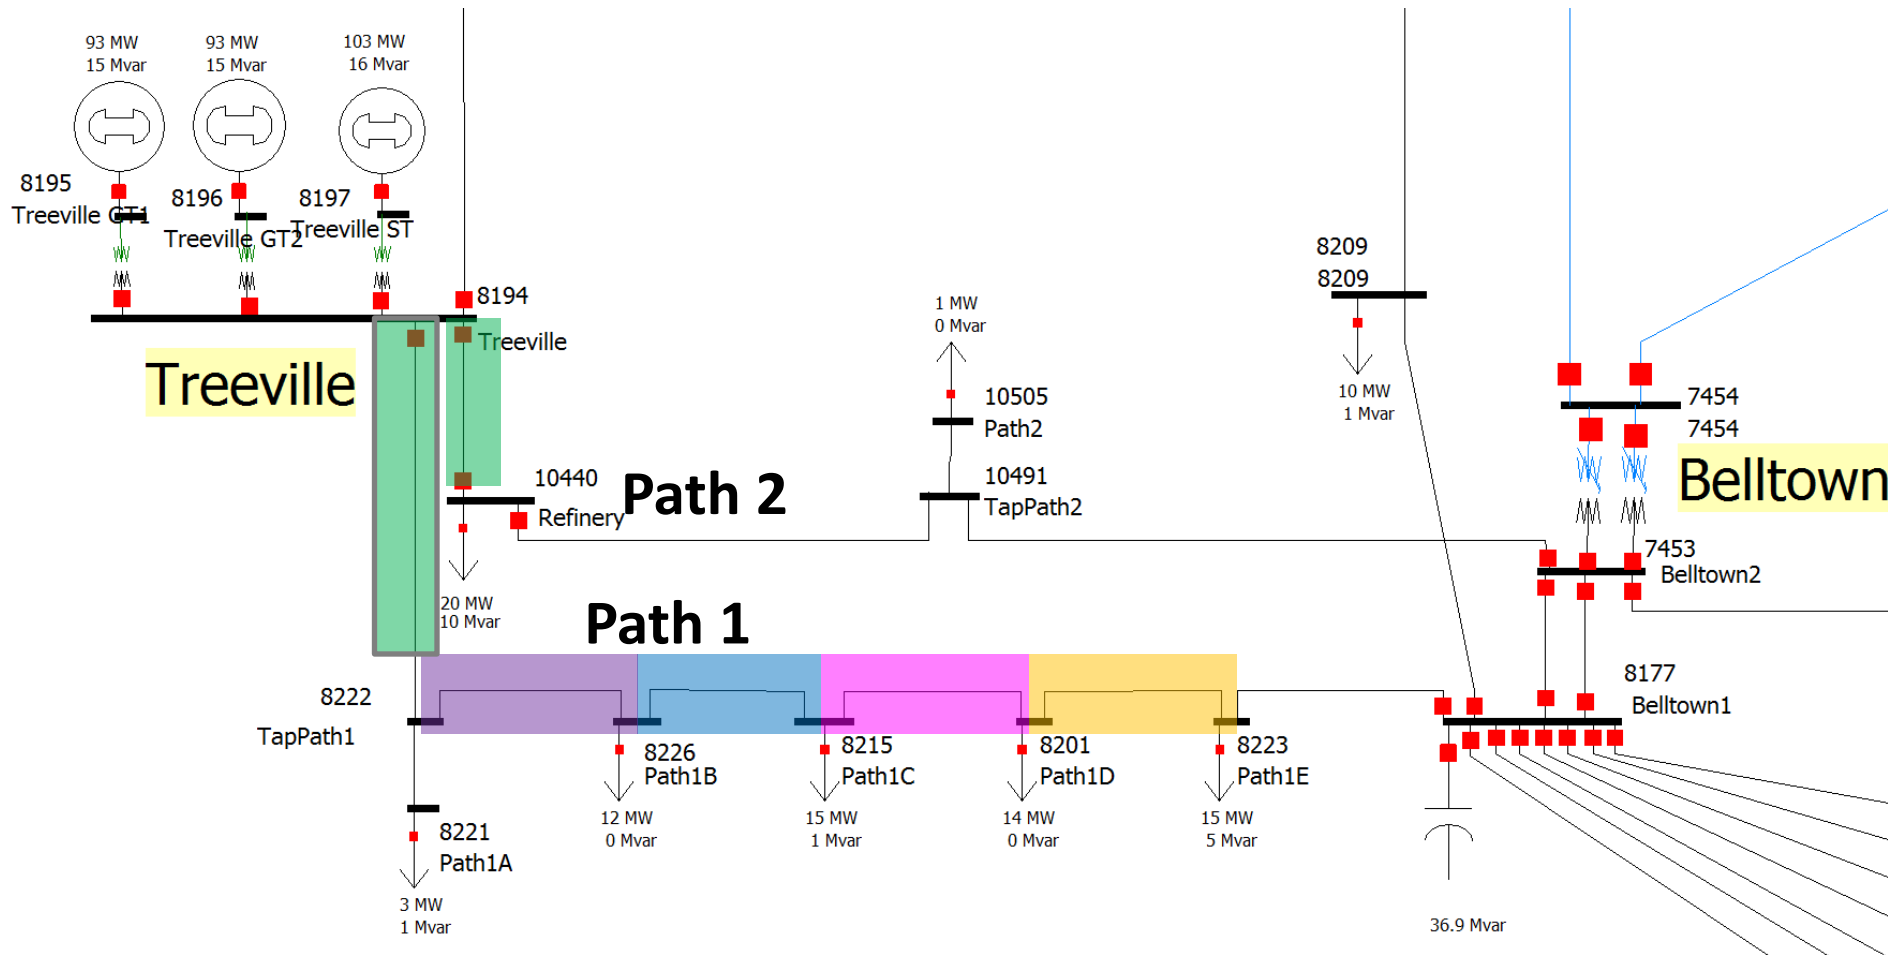 93 MW
15 Mvar
93 MW
15 Mvar
103 MW
16 Mvar
8195
Treeville GT1
8196
Treeville GT2
8197
Treeville ST
8194
Treeville
Treeville
10440
Refinery
Path 2
20 MW
10 Mvar
1 MW
0 Mvar
10505
Path2
10491
TapPath2
8209
8209
10 MW
1 Mvar
7454
7454
Belltown
7453
Belltown2
Path 1
8222
TapPath1
8221
Path1A
3 MW
1 Mvar
8226
Path1B
12 MW
0 Mvar
8215
Path1C
15 MW
1 Mvar
8201
Path1D
14 MW
0 Mvar
8223
Path1E
15 MW
5 Mvar
8177
Belltown1
36.9 Mvar